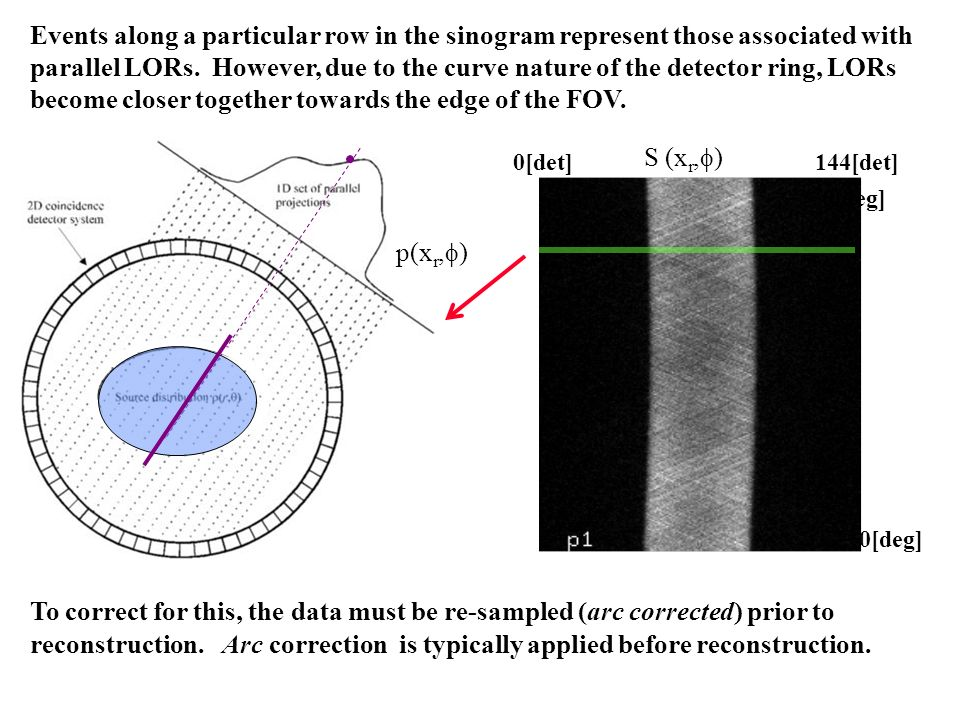 Events along a particular row in the sinogram represent those associated with
parallel LORs. However, due to the curve nature of the detector ring, LORs
become closer together towards the edge of the FOV.
0[det]
S (xr,ϕ)
144[det]
eg]
1D set of parallel
projections
2D coincidence
detector system
p(xr,ϕ)
Source distribution ρ(r,θ)
p1
0[deg]
To correct for this, the data must be re-sampled (arc corrected) prior to
reconstruction. Arc correction is typically applied before reconstruction.